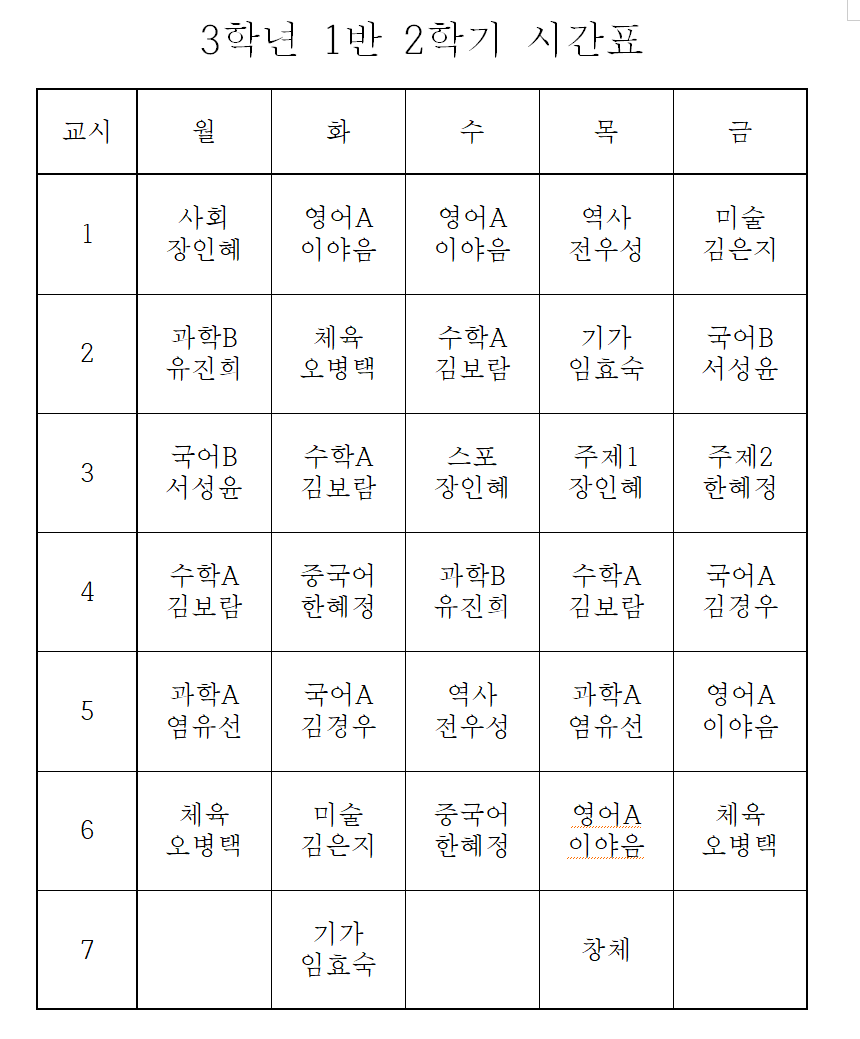 3학년 1반 2학기 시간표
교시 월 화 수 목 금
1 사회 영어A 영어A 역사 미술
장인혜 이야음 이야음 전우성 김은지
2 과학B 체육 수학A 기가 국어B
유진희 오병택 김보람 임효숙 서성윤
3 국어B 수학A 스포 주제1 주제2
서성윤 김보람 장인혜 장인혜 한혜정
4 수학A 중국어 과학B 수학A 국어A
김보람 한혜정 유진희 김보람 김경우
5 과학A 국어A 역사 과학A 영어A
염유선 김경우 전우성 염유선 이야음
6 체육 미술 중국어 영어A 체육
오병택 김은지 한혜정 이야음 오병택
7 기가 창체
임효숙